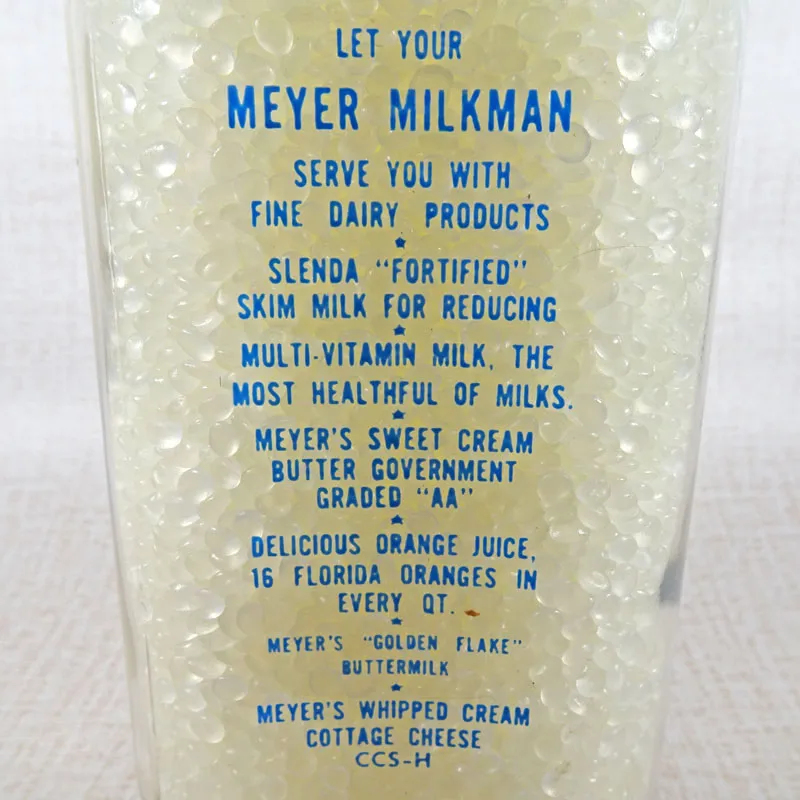 LET YOUR
MEYER MILKMAN
SERVE YOU WITH
FINE DAIRY PRODUCTS
★
SLENDA “FORTIFIED”
SKIM MILK FOR REDUCING
★
MULTI-VITAMIN MILK, THE
MOST HEALTHFUL OF MILKS.
★
MEYER'S SWEET CREAM
BUTTER GOVERNMENT
GRADED “AA”
★
DELICIOUS ORANGE JUICE,
16 FLORIDA ORANGES IN
EVERY QT.
★
MEYER'S “GOLDEN FLAKE”
BUTTERMILK
★
MEYER'S WHIPPED CREAM
COTTAGE CHEESE
CCS-H